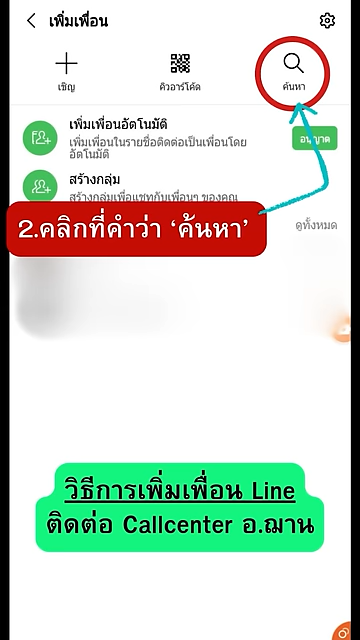 เพิ่มเพื่อน
เชิญ
คิวอาร์โค้ด
ค้นหา
เพิ่มเพื่อนอัตโนมัติ
เพิ่มเพื่อนในรายชื่อติดต่อเป็นเพื่อนโดย
อัตโนมัติ
อนุญาต
สร้างกลุ่ม
สร้างกลุ่มเพื่อแชทกับเพื่อนๆ ของคุณ
2.คลิกที่คำว่า ‘ค้นหา’
ดูทั้งหมด
วิธีการเพิ่มเพื่อน Line
ติดต่อ Callcenter อ.ฌาน